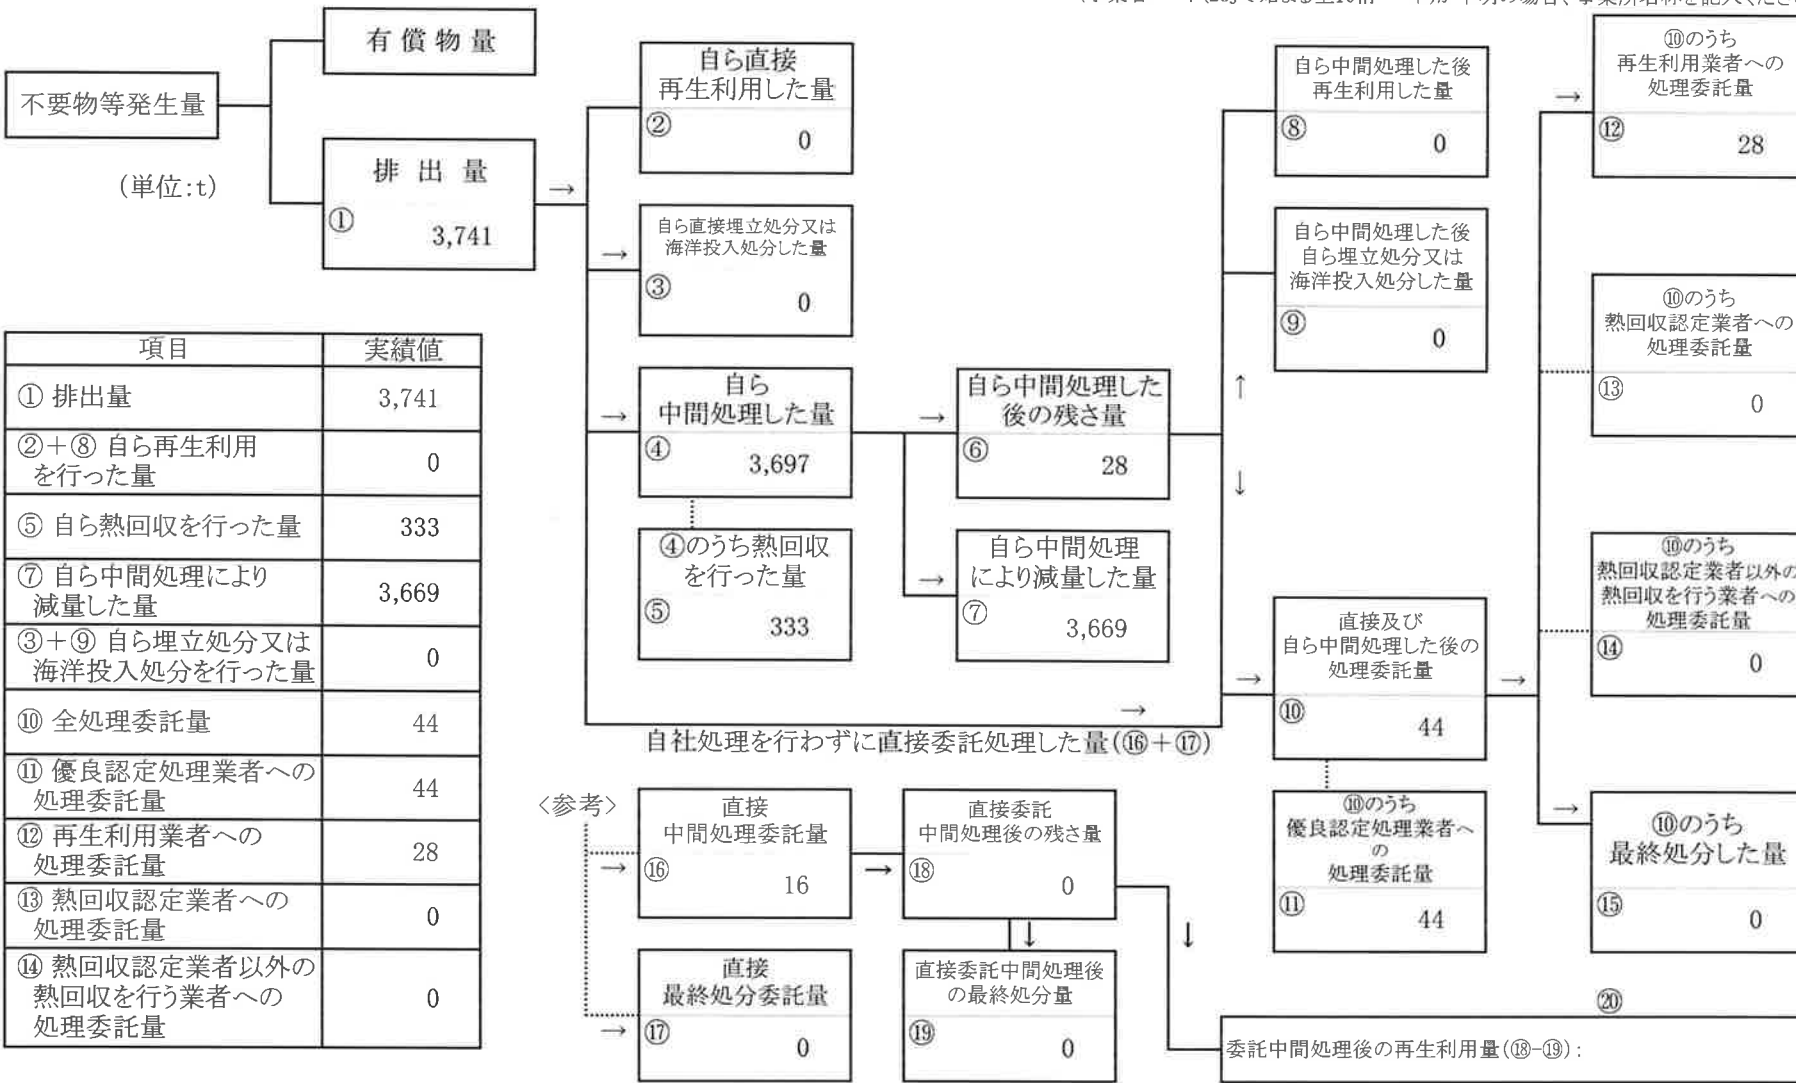 有償物量
不要物等発生量
(単位:t)
排出量
①
3,741
→
自ら直接
再生利用した量
②
0
→
自ら直接埋立処分又は
海洋投入処分した量
③
0
→
自ら
中間処理した量
④
3,697
④のうち熱回収
を行った量
⑤
333
→
自ら中間処理した
後の残さ量
⑥
28
→
自ら中間処理
により減量した量
⑦
3,669
自ら中間処理した後
再生利用した量
⑧
0
自ら中間処理した後
自ら埋立処分又は
海洋投入処分した量
⑨
0
↑
↓
→
直接及び
自ら中間処理した後の
処理委託量
⑩
44
⑩のうち
優良認定処理業者へ
の
処理委託量
⑪
44
→
→
⑩のうち
再生利用業者への
処理委託量
⑫
28
⑩のうち
熱回収認定業者への
処理委託量
⑬
0
⑩のうち
熱回収認定業者以外の
熱回収を行う業者への
処理委託量
⑭
0
→
⑩のうち
最終処分した量
⑮
0
→
自社処理を行わずに直接委託処理した量(⑯+⑰)
〈参考〉
→
直接
中間処理委託量
⑯
16
→
直接委託
中間処理後の残さ量
⑱
0
↓
→
直接
最終処分委託量
⑰
0
直接委託中間処理後
の最終処分量
⑲
0
↓
⑳
委託中間処理後の再生利用量(⑱-⑲):
項目 実績値
① 排出量 3,741
②+⑧ 自ら再生利用
を行った量 0
⑤ 自ら熱回収を行った量 333
⑦ 自ら中間処理により
減量した量 3,669
③+⑨ 自ら埋立処分又は
海洋投入処分を行った量 0
⑩ 全処理委託量 44
⑪ 優良認定処理業者への
処理委託量 44
⑫ 再生利用業者への
処理委託量 28
⑬ 熱回収認定業者への
処理委託量 0
⑭ 熱回収認定業者以外の
熱回収を行う業者への
処理委託量 0